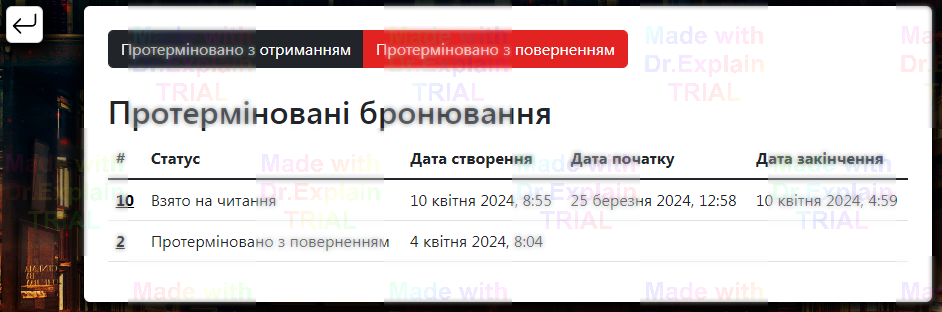 Протерміновано з отриманням Протерміновано з поверненням
Протерміновані бронювання
# Статус Дата створення Дата початку Дата закінчення
10 Взято на читання 10 квітня 2024, 8:55 25 березня 2024, 12:58 10 квітня 2024, 4:59
2 Протерміновано з поверненням 4 квітня 2024, 8:04
Made with
Dr.Explain
TRIAL